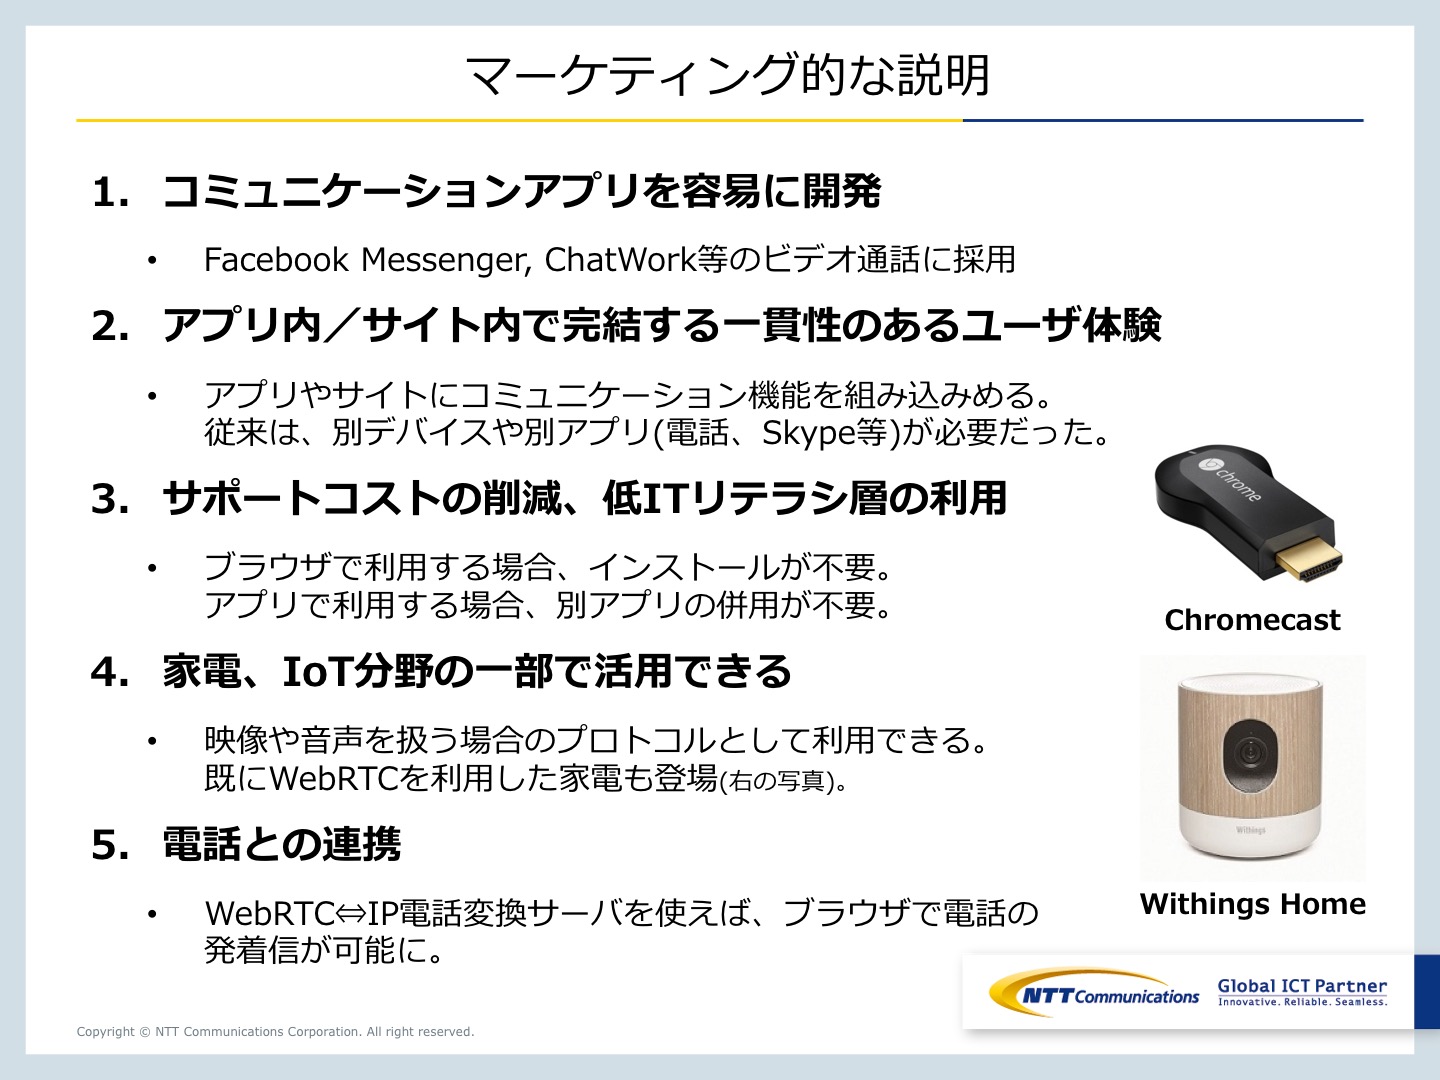 マーケティング的な説明
1. コミュニケーションアプリを容易に開発
• Facebook Messenger, ChatWork等のビデオ通話に採用
2. アプリ内／サイト内で完結する一貫性のあるユーザ体験
• アプリやサイトにコミュニケーション機能を組み込みめる。
従来は、別デバイスや別アプリ(電話、Skype等)が必要だった。
3. サポートコストの削減、低ITリテラシ層の利用
• ブラウザで利用する場合、インストールが不要。
アプリで利用する場合、別アプリの併用が不要。
4. 家電、IoT分野の一部で活用できる
• 映像や音声を扱う場合のプロトコルとして利用できる。
既にWebRTCを利用した家電も登場(右の写真)。
5. 電話との連携
• WebRTC⇔IP電話変換サーバを使えば、ブラウザで電話の
発着信が可能に。
chrome
Chromecast
Withings
Withings Home
NTT Communications
Global ICT Partner
Innovative. Reliable. Seamless.
Copyright © NTT Communications Corporation. All right reserved.